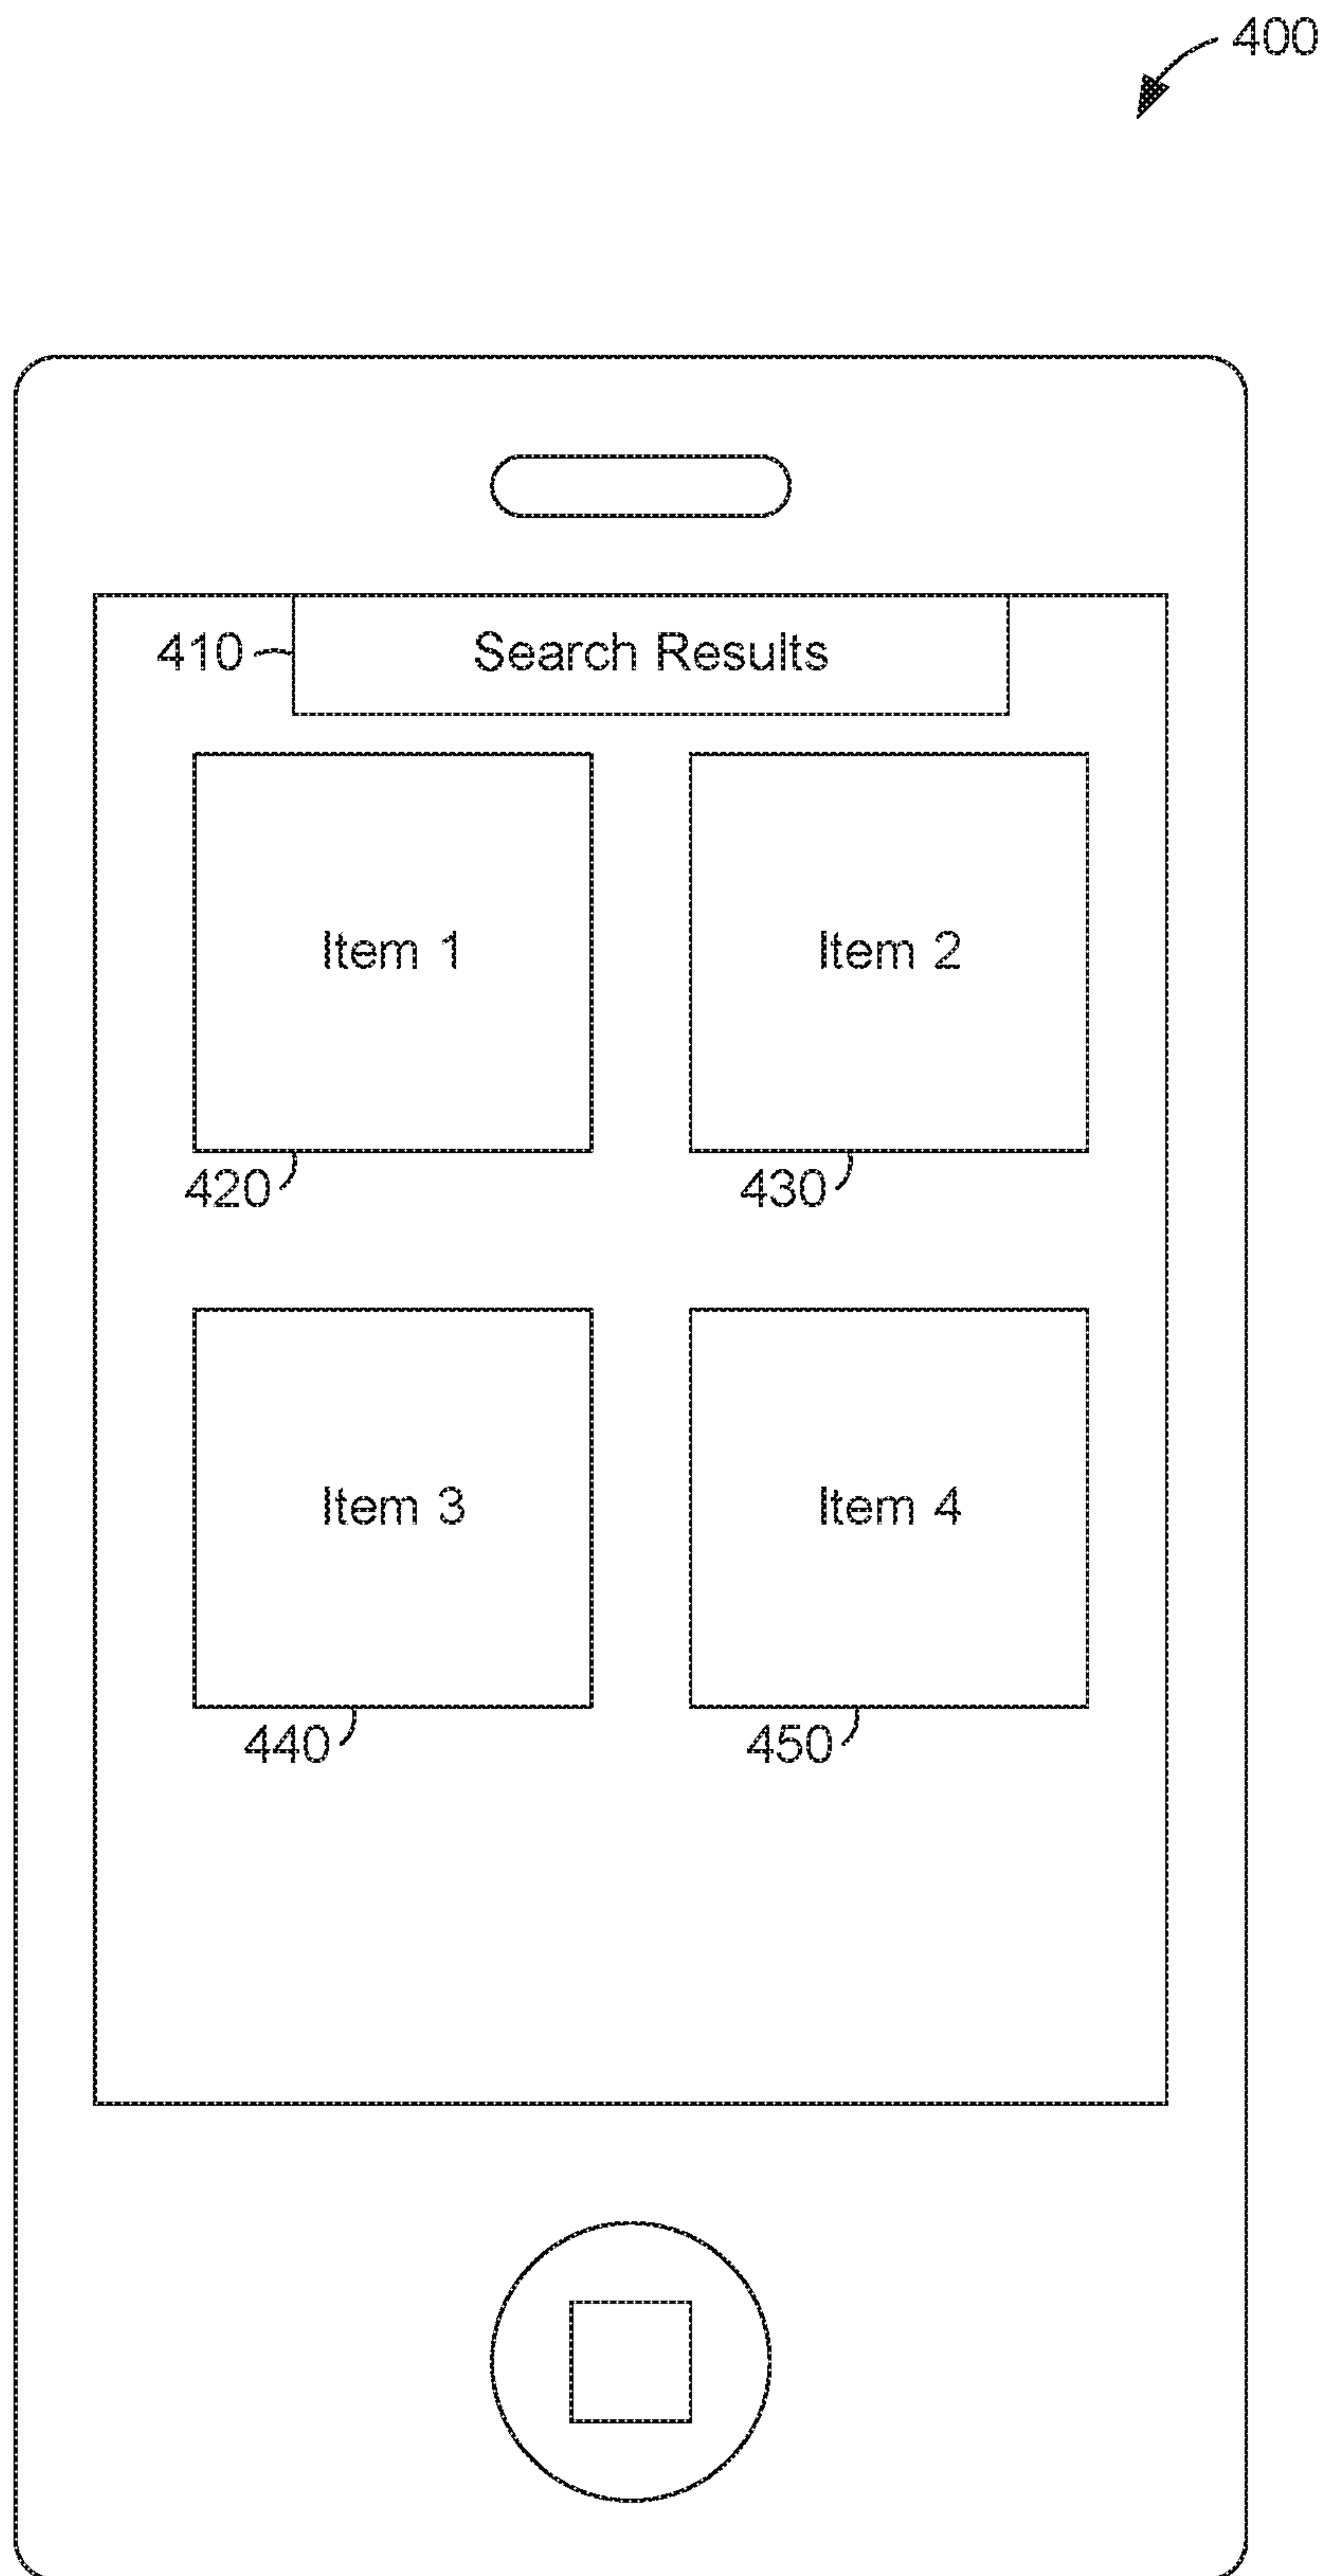 400
410 Search Results
Item 1 Item 2
420 430
Item 3 Item 4
440 450